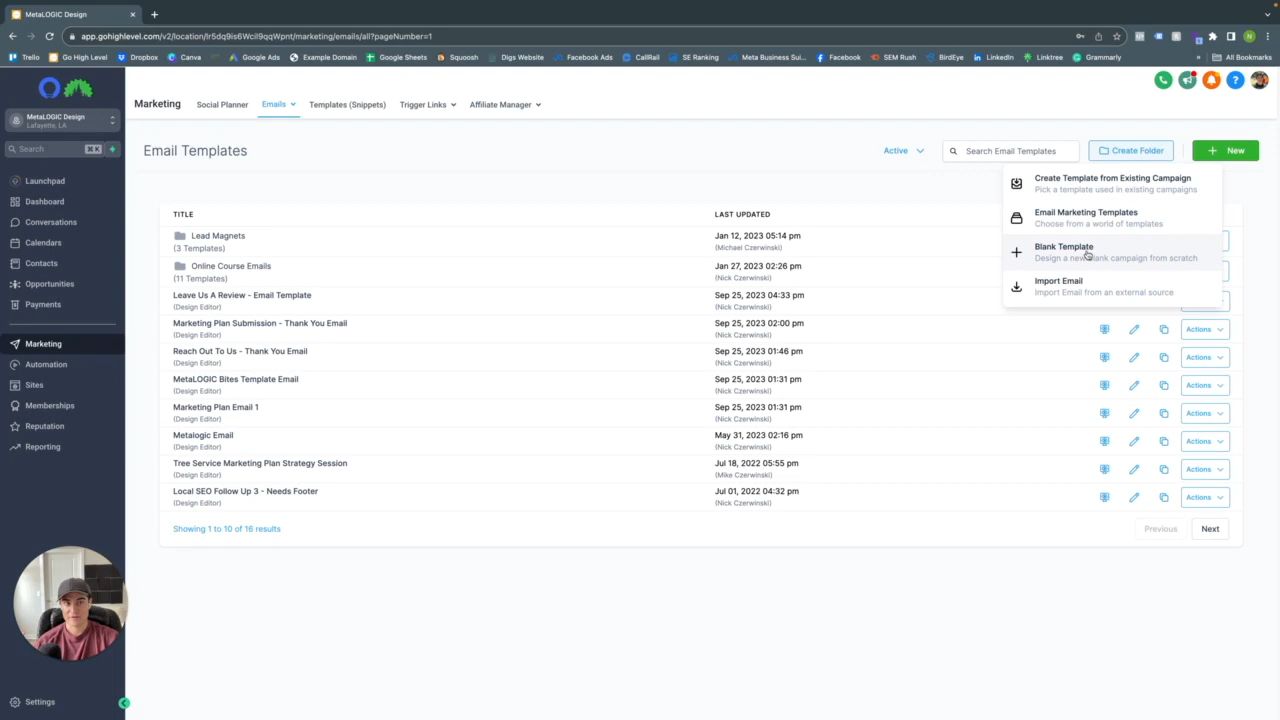 MetaLOGIC Design
app.gohighlevel.com/v2/location/lr5dq9is6Wcil9qqWpnt/marketing/emails/all?pageNumber=1
Trello
Go High Level
Dropbox
Canva
Google Ads
Example Domain
Google Sheets
Squoosh
Digs Website
Facebook Ads
CallRail
SE Ranking
Meta Business Sui...
Facebook
SEM Rush
BirdEye
LinkedIn
Linktree
Grammarly
»
All Bookmarks
N
MetaLOGIC Design
Lafayette, LA
Search
⌘K
Launchpad
Dashboard
Conversations
Calendars
Contacts
Opportunities
Payments
Marketing
Automation
Sites
Memberships
Reputation
Reporting
Settings
Marketing
Social Planner
Emails
Templates (Snippets)
Trigger Links
Affiliate Manager
Email Templates
Active
Search Email Templates
Create Folder
New
Create Template from Existing Campaign
Pick a template used in existing campaigns
Email Marketing Templates
Choose from a world of templates
Blank Template
Design a new blank campaign from scratch
Import Email
Import Email from an external source
TITLE LAST UPDATED
Lead Magnets Jan 12, 2023 05:14 pm
(3 Templates) (Michael Czerwinski)
Online Course Emails Jan 27, 2023 02:26 pm
(11 Templates) (Nick Czerwinski)
Leave Us A Review - Email Template Sep 25, 2023 04:33 pm
(Design Editor) (Nick Czerwinski)
Marketing Plan Submission - Thank You Email Sep 25, 2023 02:00 pm Actions
(Design Editor) (Nick Czerwinski)
Reach Out To Us - Thank You Email Sep 25, 2023 01:46 pm Actions
(Design Editor) (Nick Czerwinski)
MetaLOGIC Bites Template Email Sep 25, 2023 01:31 pm Actions
(Design Editor) (Nick Czerwinski)
Marketing Plan Email 1 Sep 25, 2023 01:31 pm Actions
(Design Editor) (Nick Czerwinski)
Metalogic Email May 31, 2023 02:16 pm Actions
(Design Editor) (Nick Czerwinski)
Tree Service Marketing Plan Strategy Session Jul 18, 2022 05:55 pm Actions
(Design Editor) (Mike Czerwinski)
Local SEO Follow Up 3 - Needs Footer Jul 01, 2022 04:32 pm Actions
(Design Editor) (Nick Czerwinski)
Showing 1 to 10 of 16 results
Previous
Next